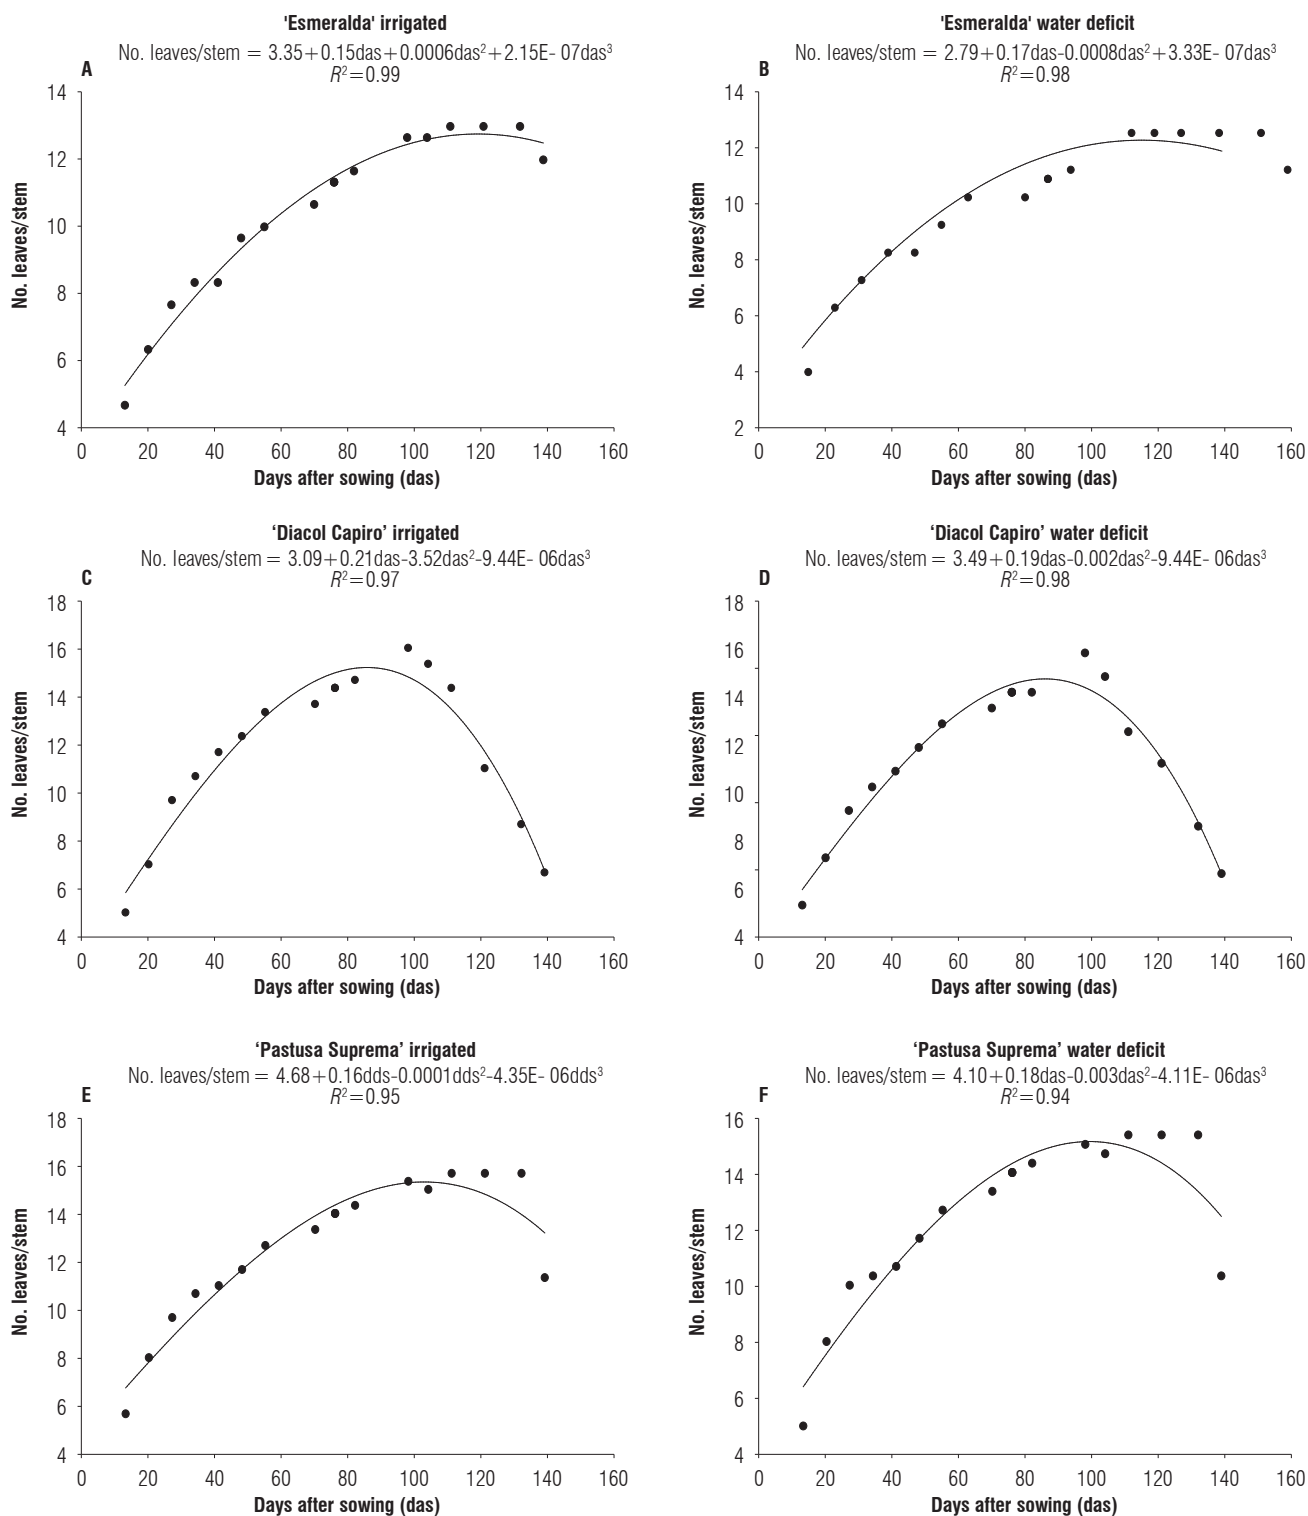 'Esmeralda' irrigated
No. leaves/stem = 3.35+0.15das+0.0006das²+2.15E- 07das³
A
R²=0.99
14
12
10
8
6
4
No. leaves/stem
0 20 40 60 80 100 120 140 160
Days after sowing (das)
'Esmeralda' water deficit
No. leaves/stem = 2.79+0.17das-0.0008das²+3.33E- 07das³
B
R²=0.98
14
12
10
8
6
4
2
No. leaves/stem
0 20 40 60 80 100 120 140 160
Days after sowing (das)
‘Diacol Capiro’ irrigated
No. leaves/stem = 3.09+0.21das-3.52das²-9.44E- 06das³
C
R²=0.97
18
16
14
12
10
8
6
4
No. leaves/stem
0 20 40 60 80 100 120 140 160
Days after sowing (das)
‘Diacol Capiro’ water deficit
No. leaves/stem = 3.49+0.19das-0.002das²-9.44E- 06das³
D
R²=0.98
18
16
14
12
10
8
6
4
No. leaves/stem
0 20 40 60 80 100 120 140 160
Days after sowing (das)
‘Pastusa Suprema’ irrigated
No. leaves/stem = 4.68+0.16dds-0.0001dds²-4.35E- 06dds³
E
R²=0.95
18
16
14
12
10
8
6
4
No. leaves/stem
0 20 40 60 80 100 120 140 160
Days after sowing (das)
‘Pastusa Suprema’ water deficit
No. leaves/stem = 4.10+0.18das-0.003das²-4.11E- 06das³
F
R²=0.94
16
14
12
10
8
6
4
No. leaves/stem
0 20 40 60 80 100 120 140 160
Days after sowing (das)